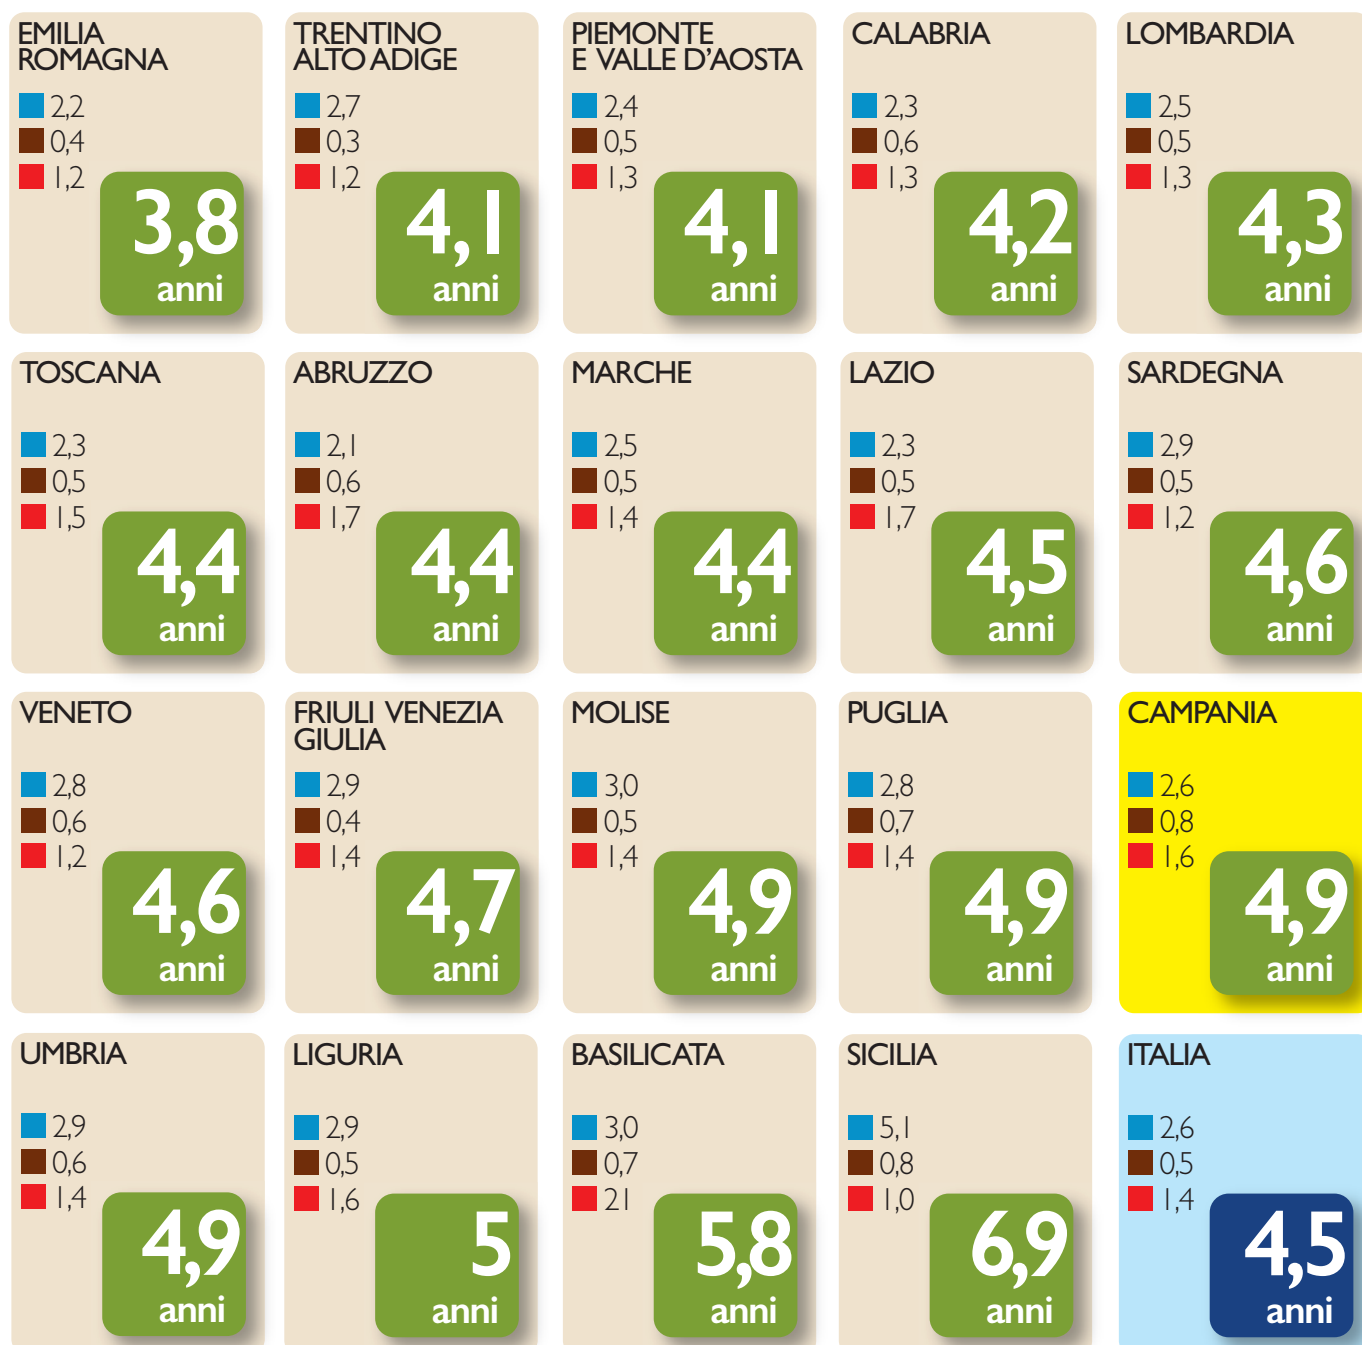 EMILIA
ROMAGNA
2,2
0,4
1,2
3,8
anni
TRENTINO
ALTO ADIGE
2,7
0,3
1,2
4,1
anni
PIEMONTE
E VALLE D'AOSTA
2,4
0,5
1,3
4,1
anni
CALABRIA
2,3
0,6
1,3
4,2
anni
LOMBARDIA
2,5
0,5
1,3
4,3
anni
TOSCANA
2,3
0,5
1,5
4,4
anni
ABRUZZO
2,1
0,6
1,7
4,4
anni
MARCHE
2,5
0,5
1,4
4,4
anni
LAZIO
2,3
0,5
1,7
4,5
anni
SARDEGNA
2,9
0,5
1,2
4,6
anni
VENETO
2,8
0,6
1,2
4,6
anni
FRIULI VENEZIA
GIULIA
2,9
0,4
1,4
4,7
anni
MOLISE
3,0
0,5
1,4
4,9
anni
PUGLIA
2,8
0,7
1,4
4,9
anni
CAMPANIA
2,6
0,8
1,6
4,9
anni
UMBRIA
2,9
0,6
1,4
4,9
anni
LIGURIA
2,9
0,5
1,6
5
anni
BASILICATA
3,0
0,7
21
5,8
anni
SICILIA
5,1
0,8
1,0
6,9
anni
ITALIA
2,6
0,5
1,4
4,5
anni